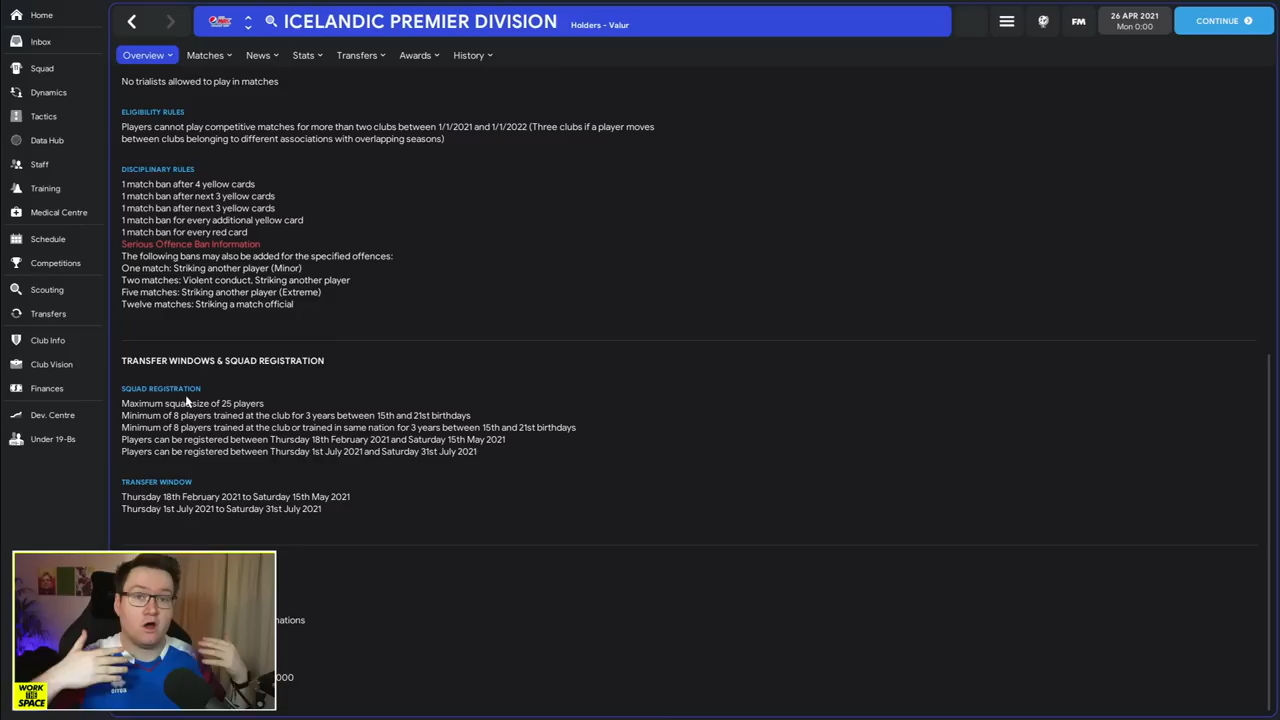 Home
Inbox
Squad
Dynamics
Tactics
Data Hub
Staff
Training
Medical Centre
Schedule
Competitions
Scouting
Transfers
Club Info
Club Vision
Finances
Dev. Centre
Under 19-Bs
ICELANDIC PREMIER DIVISION
Holders - Valur
FM
26 APR 2021
Mon 0:00
CONTINUE
Overview
Matches
News
Stats
Transfers
Awards
History
No trialists allowed to play in matches
ELIGIBILITY RULES
Players cannot play competitive matches for more than two clubs between 1/1/2021 and 1/1/2022 (Three clubs if a player moves
between clubs belonging to different associations with overlapping seasons)
DISCIPLINARY RULES
1 match ban after 4 yellow cards
1 match ban after next 3 yellow cards
1 match ban after next 3 yellow cards
1 match ban for every additional yellow card
1 match ban for every red card
Serious Offence Ban Information
The following bans may also be added for the specified offences:
One match: Striking another player (Minor)
Two matches: Violent conduct, Striking another player
Five matches: Striking another player (Extreme)
Twelve matches: Striking a match official
TRANSFER WINDOWS & SQUAD REGISTRATION
SQUAD REGISTRATION
Maximum squad size of 25 players
Minimum of 8 players trained at the club for 3 years between 15th and 21st birthdays
Minimum of 8 players trained at the club or trained in same nation for 3 years between 15th and 21st birthdays
Players can be registered between Thursday 18th February 2021 and Saturday 15th May 2021
Players can be registered between Thursday 1st July 2021 and Saturday 31st July 2021
TRANSFER WINDOW
Thursday 18th February 2021 to Saturday 15th May 2021
Thursday 1st July 2021 to Saturday 31st July 2021
nations
000
WORK
THE
SPACE